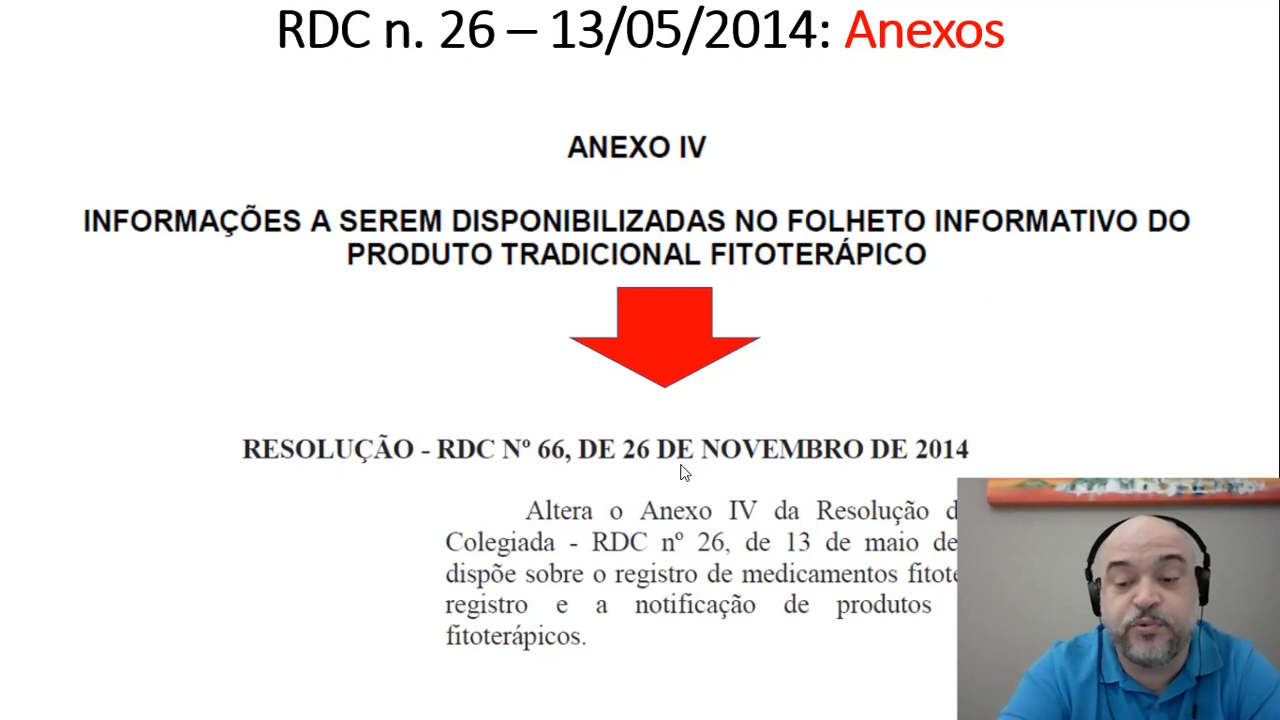 RDC n. 26 – 13/05/2014: Anexos
ANEXO IV
INFORMAÇÕES A SEREM DISPONIBILIZADAS NO FOLHETO INFORMATIVO DO
PRODUTO TRADICIONAL FITOTERÁPICO
RESOLUÇÃO - RDC Nº 66, DE 26 DE NOVEMBRO DE 2014
Altera o Anexo IV da Resolução
Colegiada - RDC nº 26, de 13 de maio de
dispõe sobre o registro de medicamentos
registro e a notificação de produtos
fitoterápicos.